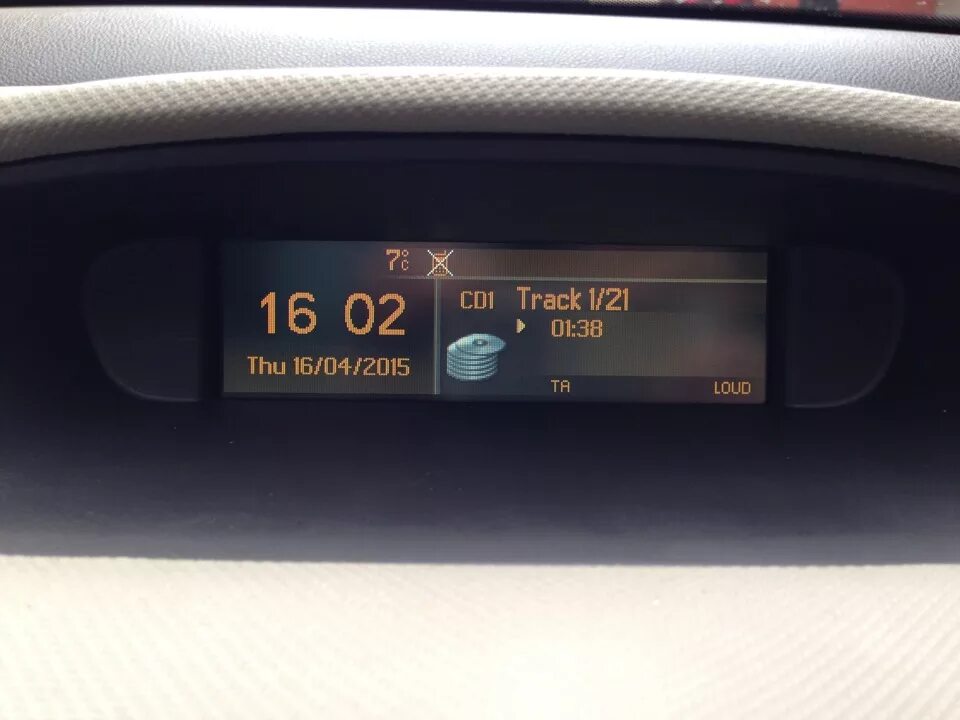 7°C
16 02
Thu 16/04/2015
CD1 Track 1/21
01:38
TA LOUD